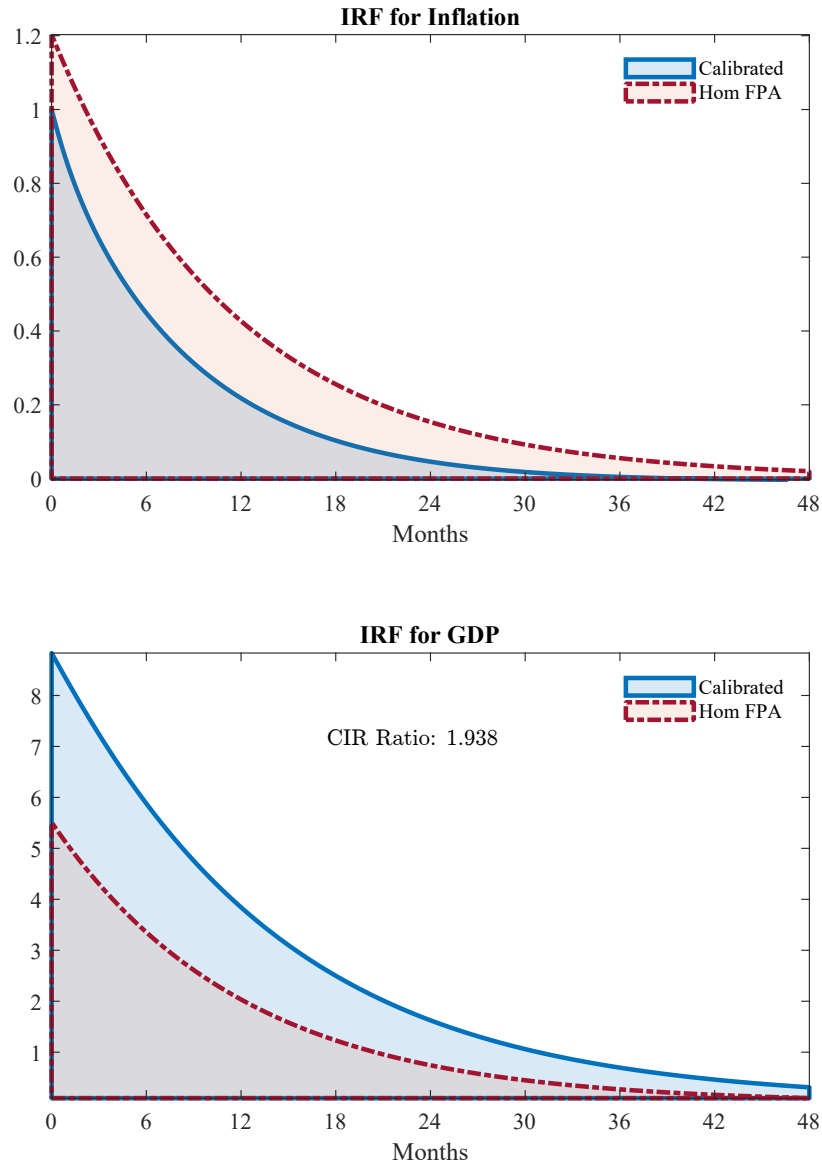 IRF for Inflation
1.2
1
0.8
0.6
0.4
0.2
0
Calibrated
Hom FPA
0 6 12 18 24 30 36 42 48
Months
IRF for GDP
8
7
6
5
4
3
2
1
Calibrated
Hom FPA
CIR Ratio: 1.938
0 6 12 18 24 30 36 42 48
Months